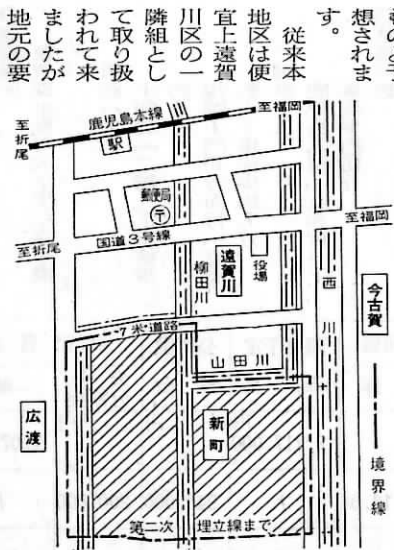 想されま
す。
従来本
地区は便
宜上遠賀
川区の一
隣組とし
て取り扱
われて来
ましたが
地元の要
至折尾
鹿児島本線
至福岡
駅
郵便局
〒
国道3号線
至折尾
至福岡
遠賀川
役場
柳田川
西川
今古賀
7米道路
山田川
広渡
新町
境界線
第二次 埋立線まで